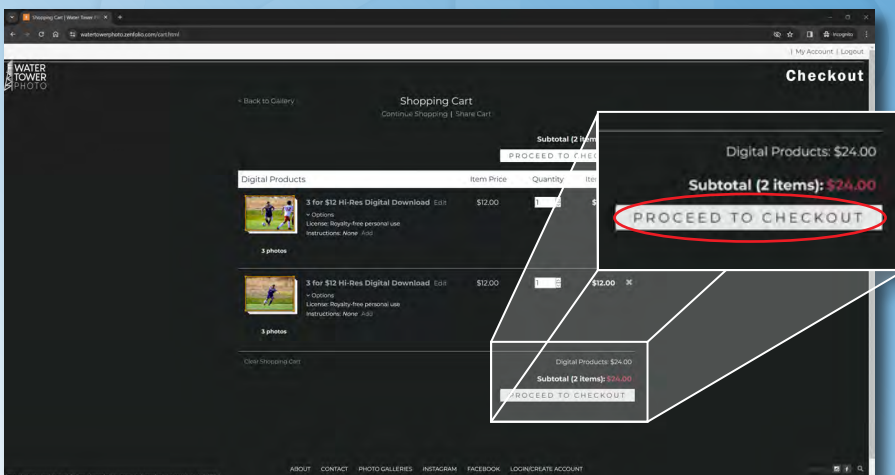 Shopping Cart | Water Tower
watertowerphoto.zenfolio.com/cart.html
Incognito
| My Account | Logout
WATER
TOWER
PHOTO
Checkout
< Back to Gallery
Shopping Cart
Continue Shopping | Share Cart
Subtotal (2 item
PROCEED TO CHEC
Digital Products Item Price Quantity Ite
3 for $12 Hi-Res Digital Download Edit $12.00 1 $
Options
License: Royalty-free personal use
Instructions: None Add
3 photos
3 for $12 Hi-Res Digital Download Edit $12.00 1 $12.00 ×
Options
License: Royalty-free personal use
Instructions: None Add
3 photos
Clear Shopping Cart
Digital Products: $24.00
Subtotal (2 items): $24.00
PROCEED TO CHECKOUT
Digital Products: $24.00
Subtotal (2 items): $24.00
PROCEED TO CHECKOUT
ABOUT CONTACT PHOTO GALLERIES INSTAGRAM FACEBOOK LOGIN/CREATE ACCOUNT